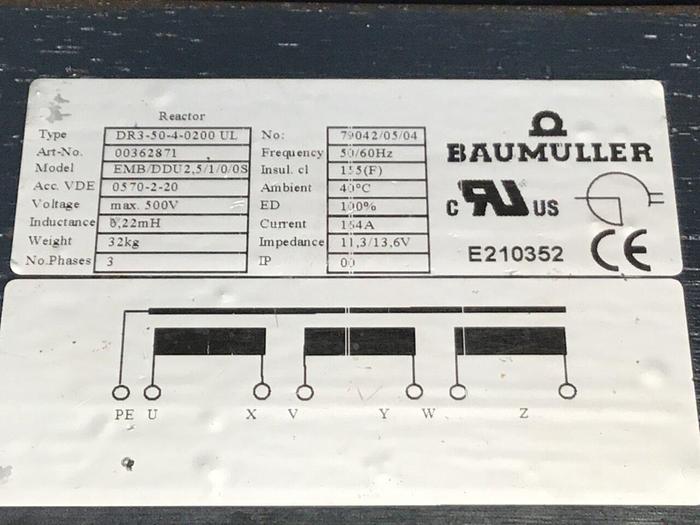 Reactor
Type DR3-50-4-0200 UL No: 79042/05/04
Art-No. 00362871 Frequency 50/60Hz
Model EMB/DDU2,5/1/0/0S Insul. cl 155(F)
Acc. VDE 0570-2-20 Ambient 40°C
Voltage max. 500V ED 100%
Inductance 0,22mH Current 164A
Weight 32kg Impedance 11,3/13,6V
No.Phases 3 IP 00
BAUMÜLLER
C RU US
E210352 CE
PE U X V Y W Z